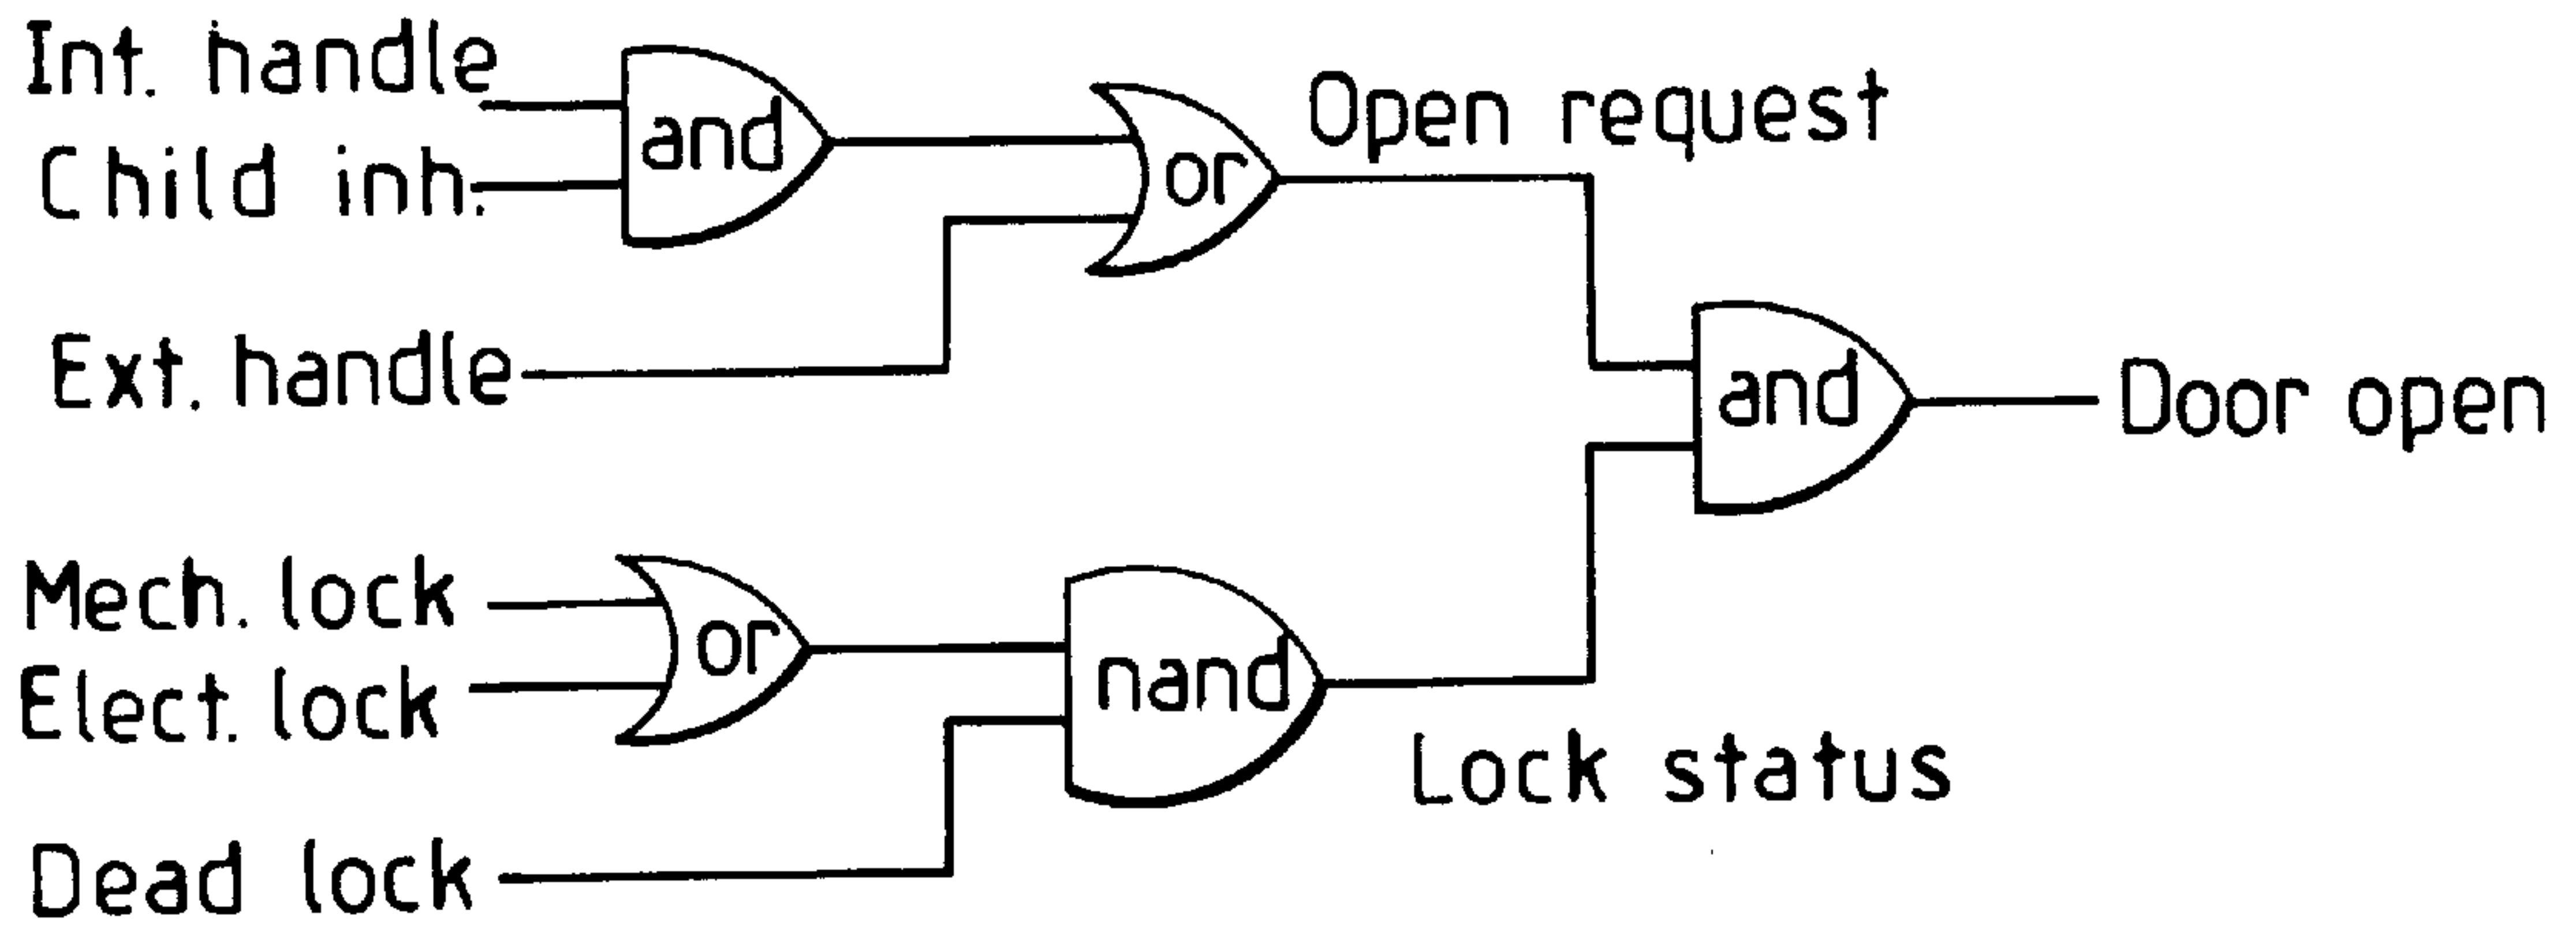 Int. handle
Child inh.
and
or
Open request
Ext. handle
and
Door open
Mech. lock
Elect. lock
or
nand
Lock status
Dead lock